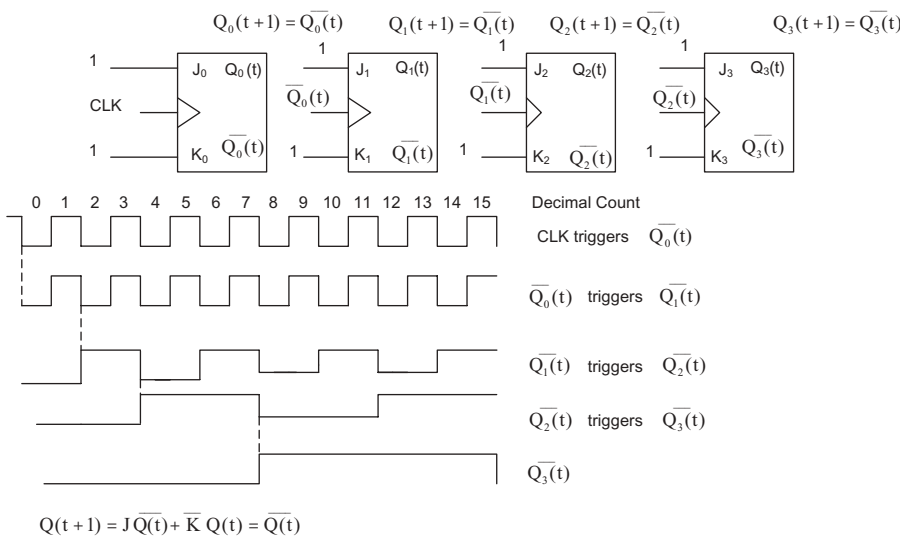 Q₀(t+1) = Q̅₀̅(̅t̅)̅ Q₁(t+1) = Q̅₁̅(̅t̅)̅ Q₂(t+1) = Q̅₂̅(̅t̅)̅ Q₃(t+1) = Q̅₃̅(̅t̅)̅
1 J₀ Q₀(t) 1 J₁ Q₁(t) 1 J₂ Q₂(t) 1 J₃ Q₃(t)
CLK Q̅₀(t) Q̅₁̅(̅t̅)̅ Q̅₂̅(̅t̅)̅
1 K₀ Q̅₀̅(̅t̅)̅ 1 K₁ Q̅₁̅(̅t̅)̅ 1 K₂ Q̅₂̅(̅t̅)̅ 1 K₃ Q̅₃̅(̅t̅)̅
0 1 2 3 4 5 6 7 8 9 10 11 12 13 14 15 Decimal Count
CLK triggers Q̅₀̅(̅t̅)̅
Q̅₀̅(̅t̅)̅ triggers Q̅₁̅(̅t̅)̅
Q̅₁̅(̅t̅)̅ triggers Q̅₂̅(̅t̅)̅
Q̅₂̅(̅t̅)̅ triggers Q̅₃̅(̅t̅)̅
Q̅₃̅(̅t̅)̅
Q(t+1) = J Q̅(̅t̅)̅ + K̅ Q(t) = Q̅(̅t̅)̅